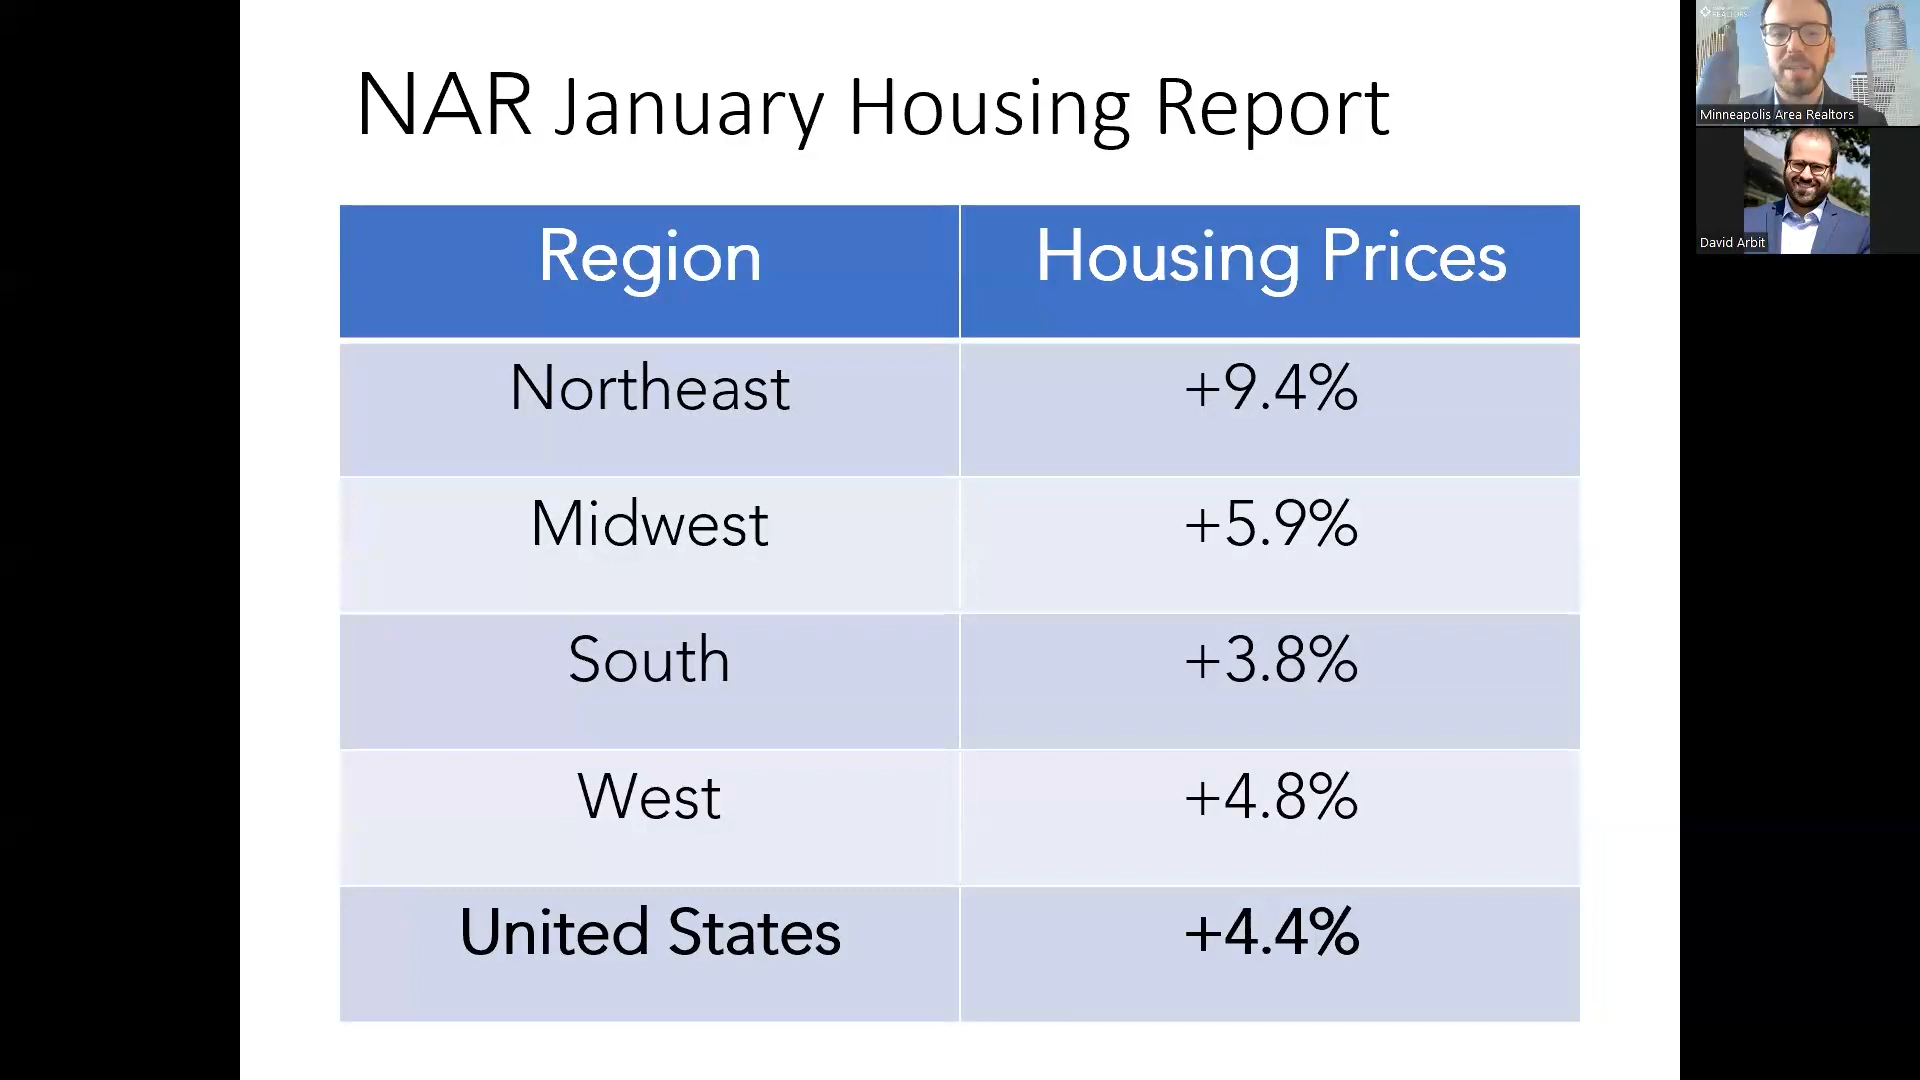 NAR January Housing Report
Region Housing Prices
Northeast +9.4%
Midwest +5.9%
South +3.8%
West +4.8%
United States +4.4%
REALTORS
Minneapolis Area Realtors
David Arbit